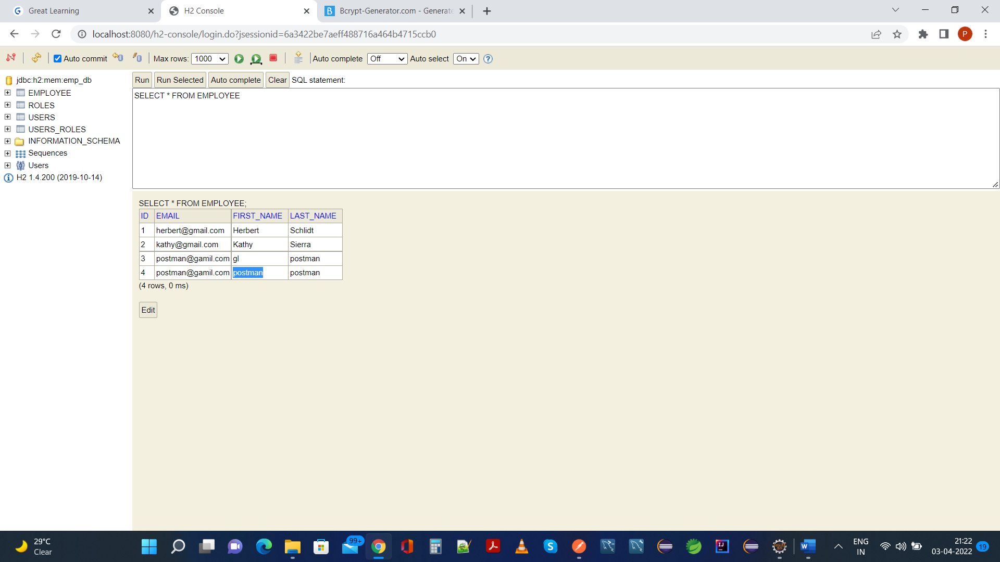 Great Learning
H2 Console
Bcrypt-Generator.com - Generate
localhost:8080/h2-console/login.do?jsessionid=6a3422be7aeff488716a464b4715ccb0
P
Auto commit
Max rows: 1000
Auto complete Off
Auto select On
jdbc:h2:mem:emp_db
EMPLOYEE
ROLES
USERS
USERS_ROLES
INFORMATION_SCHEMA
Sequences
Users
H2 1.4.200 (2019-10-14)
Run Run Selected Auto complete Clear SQL statement:
SELECT * FROM EMPLOYEE
SELECT * FROM EMPLOYEE;
ID EMAIL FIRST_NAME LAST_NAME
1 herbert@gmail.com Herbert Schlidt
2 kathy@gmail.com Kathy Sierra
3 postman@gamil.com gl postman
4 postman@gamil.com postman postman
(4 rows, 0 ms)
Edit
29°C
Clear
99+
ENG
IN
21:22
03-04-2022
19